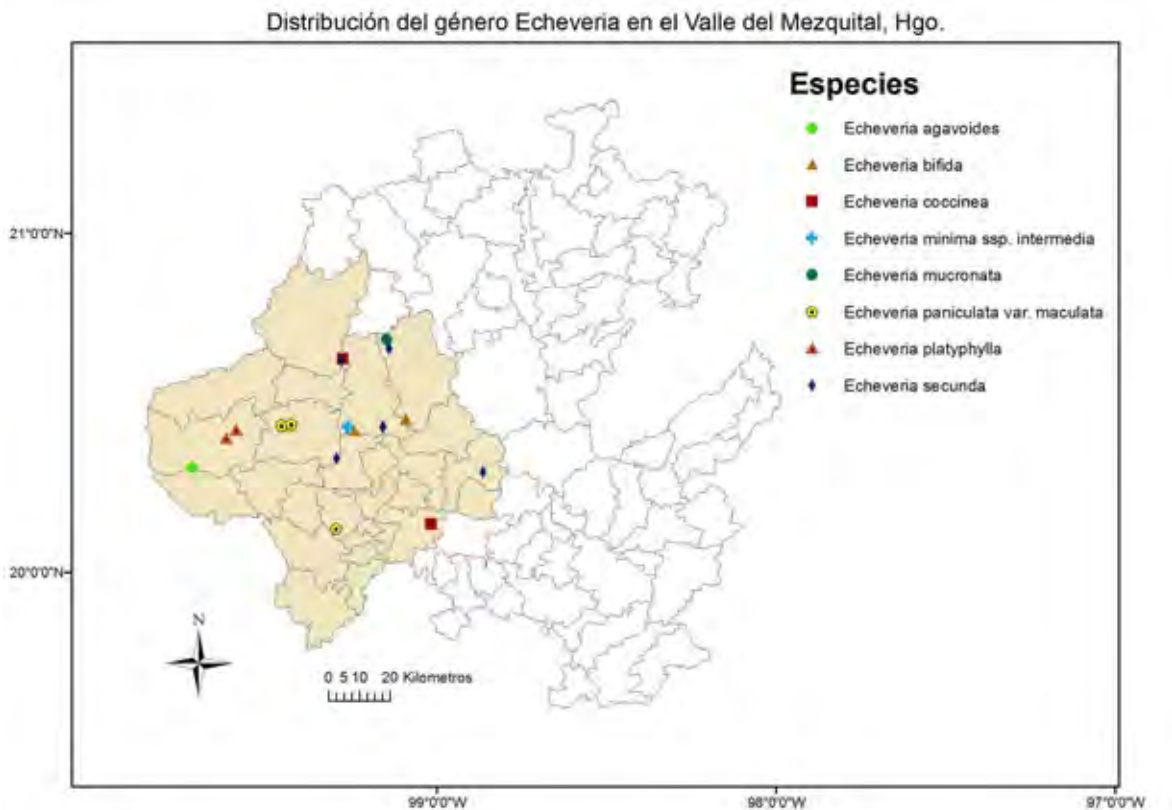 Distribución del género Echeveria en el Valle del Mezquital, Hgo.
Especies
Echeveria agavoides
Echeveria bifida
Echeveria coccinea
Echeveria minima ssp. intermedia
Echeveria mucronata
Echeveria paniculata var. maculata
Echeveria platyphylla
Echeveria secunda
21°0'0"N
20°0'0"N
N
0 5 10 20 Kilometros
99°0'0"W 98°0'0"W 97°0'0"W